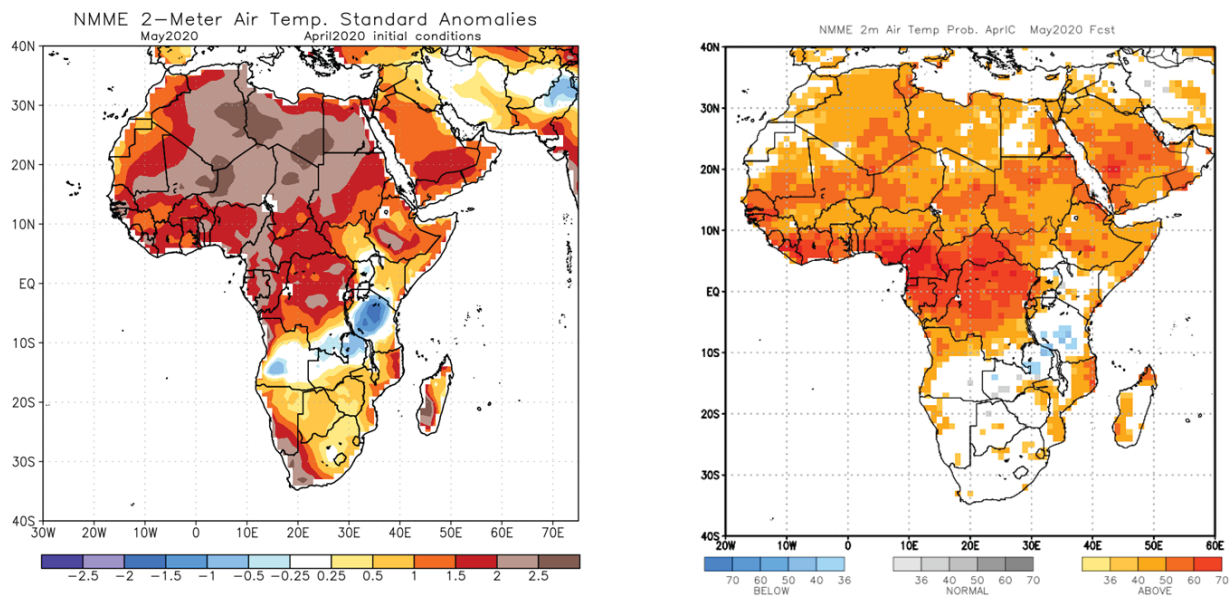 NMME 2-Meter Air Temp. Standard Anomalies
May2020 April2020 initial conditions
40N
30N
20N
10N
EQ
10S
20S
30S
40S
30W 20W 10W 0 10E 20E 30E 40E 50E 60E 70E
-2.5 -2 -1.5 -1 -0.5 -0.25 0.25 0.5 1 1.5 2 2.5
NMME 2m Air Temp Prob. AprIC May2020 Fcst
40N
30N
20N
10N
EQ
10S
20S
30S
40S
20W 10W 0 10E 20E 30E 40E 50E 60E
70 60 50 40 36 36 40 50 60 70 36 40 50 60 70
BELOW NORMAL ABOVE